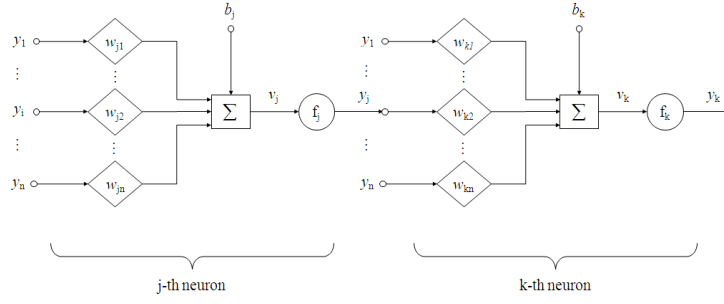 b_j b_k
y_1 w_j1 y_1 w_k1
⋮ ⋮ ⋮ ⋮
y_i w_j2 Σ v_j f_j y_j w_k2 Σ v_k f_k y_k
⋮ ⋮ ⋮ ⋮
y_n w_jn y_n w_kn
j-th neuron k-th neuron